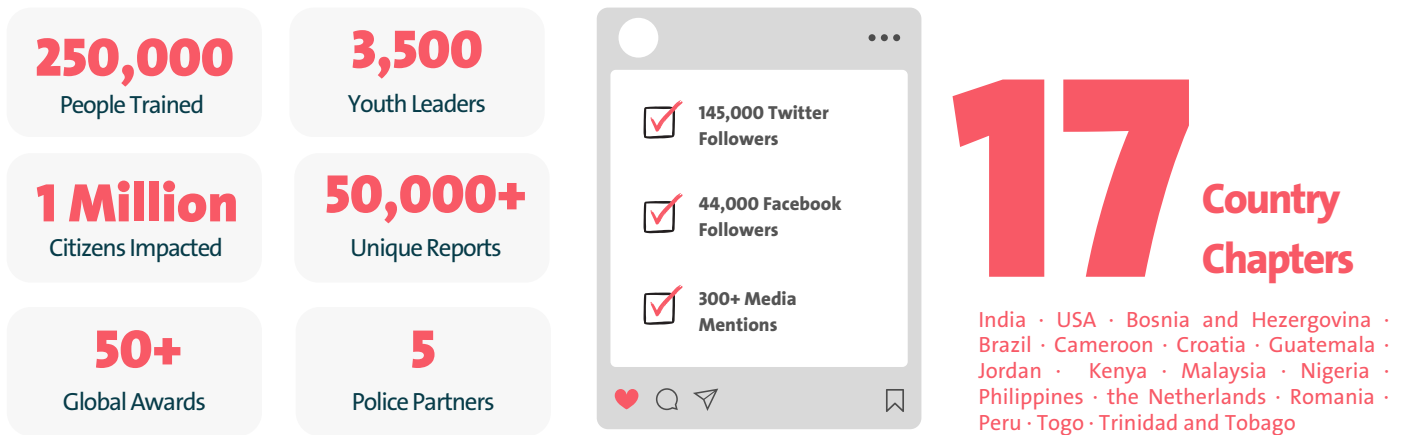 250,000
People Trained
3,500
Youth Leaders
1 Million
Citizens Impacted
50,000+
Unique Reports
50+
Global Awards
5
Police Partners
145,000 Twitter
Followers
44,000 Facebook
Followers
300+ Media
Mentions
17
Country
Chapters
India · USA · Bosnia and Hezergovina ·
Brazil · Cameroon · Croatia · Guatemala ·
Jordan · Kenya · Malaysia · Nigeria ·
Philippines · the Netherlands · Romania ·
Peru · Togo · Trinidad and Tobago